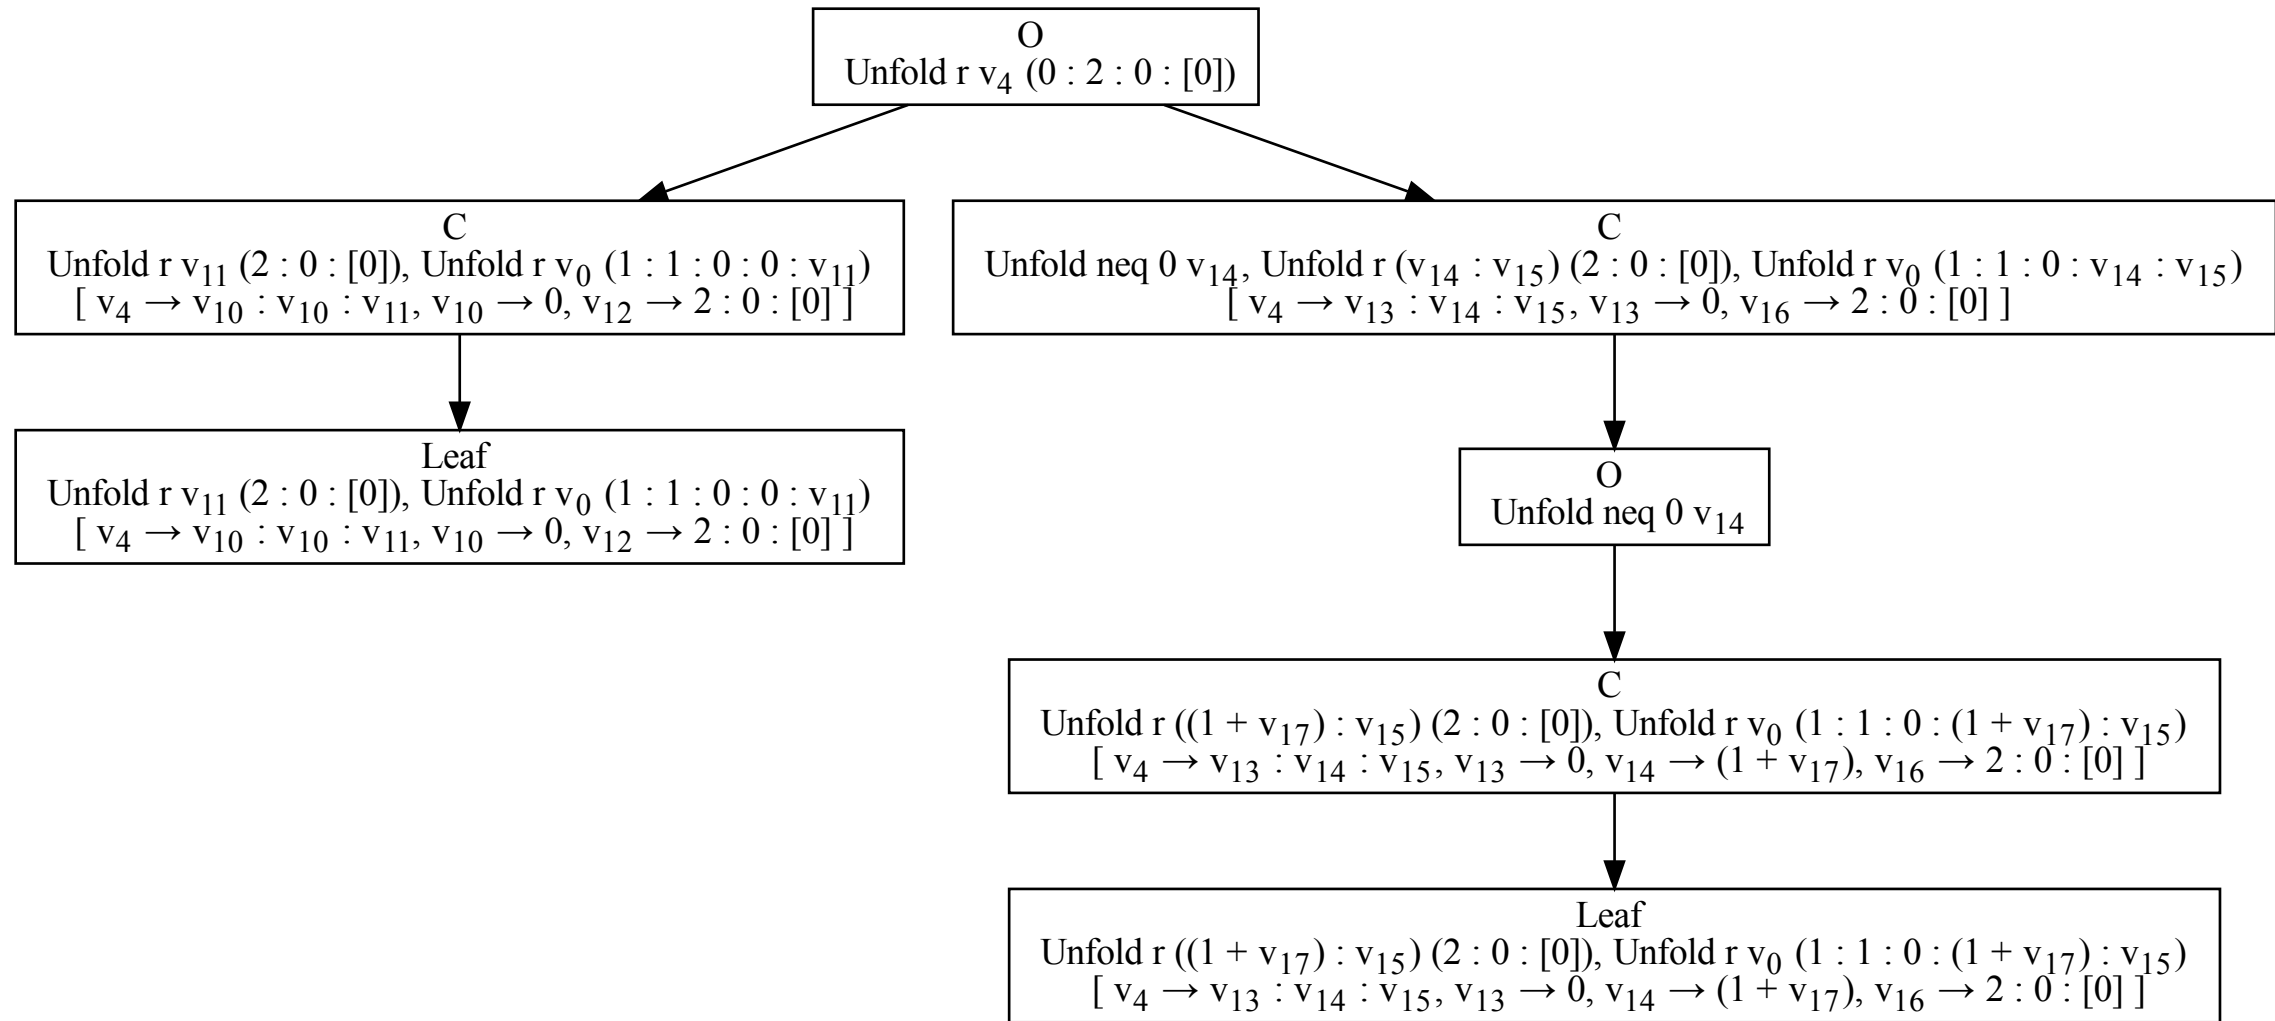 O
Unfold r v₄ (0 : 2 : 0 : [0])
C
Unfold r v₁₁ (2 : 0 : [0]), Unfold r v₀ (1 : 1 : 0 : 0 : v₁₁)
[ v₄ → v₁₀ : v₁₀ : v₁₁, v₁₀ → 0, v₁₂ → 2 : 0 : [0] ]
C
Unfold neq 0 v₁₄, Unfold r (v₁₄ : v₁₅) (2 : 0 : [0]), Unfold r v₀ (1 : 1 : 0 : v₁₄ : v₁₅)
[ v₄ → v₁₃ : v₁₄ : v₁₅, v₁₃ → 0, v₁₆ → 2 : 0 : [0] ]
Leaf
Unfold r v₁₁ (2 : 0 : [0]), Unfold r v₀ (1 : 1 : 0 : 0 : v₁₁)
[ v₄ → v₁₀ : v₁₀ : v₁₁, v₁₀ → 0, v₁₂ → 2 : 0 : [0] ]
O
Unfold neq 0 v₁₄
C
Unfold r ((1 + v₁₇) : v₁₅) (2 : 0 : [0]), Unfold r v₀ (1 : 1 : 0 : (1 + v₁₇) : v₁₅)
[ v₄ → v₁₃ : v₁₄ : v₁₅, v₁₃ → 0, v₁₄ → (1 + v₁₇), v₁₆ → 2 : 0 : [0] ]
Leaf
Unfold r ((1 + v₁₇) : v₁₅) (2 : 0 : [0]), Unfold r v₀ (1 : 1 : 0 : (1 + v₁₇) : v₁₅)
[ v₄ → v₁₃ : v₁₄ : v₁₅, v₁₃ → 0, v₁₄ → (1 + v₁₇), v₁₆ → 2 : 0 : [0] ]